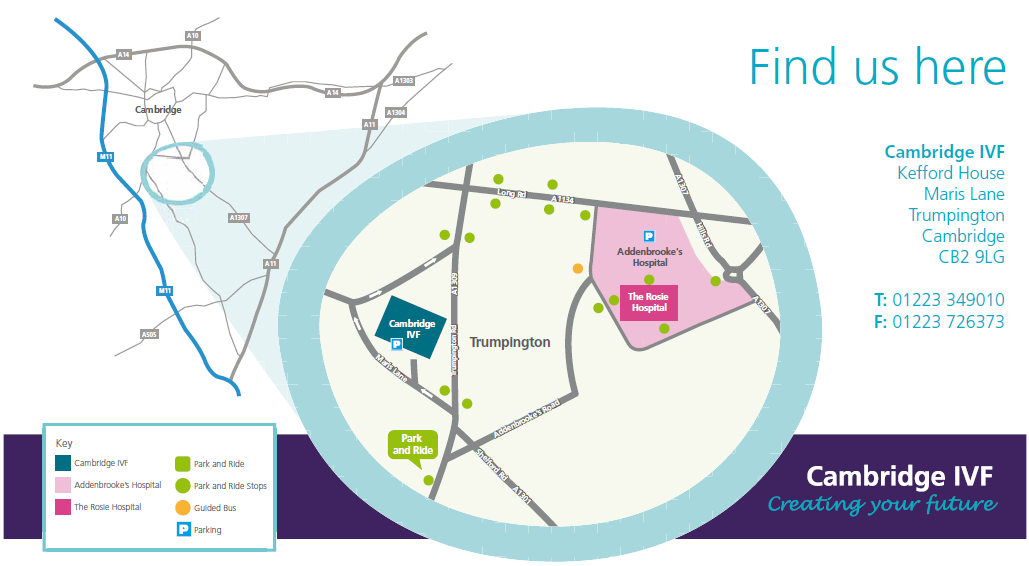 Find us here
Cambridge IVF
Kefford House
Maris Lane
Trumpington
Cambridge
CB2 9LG
T: 01223 349010
F: 01223 726373
A10
A14
A1303
A14
A1304
Cambridge
A11
M11
A10
A1307
A11
M11
A505
Long Rd
A1134
A1307
Hills Rd
P
Addenbrooke's
Hospital
The Rosie
Hospital
A1307
A1309
Cambridge
IVF
P
Trumpington Rd
Trumpington
Maris Lane
Addenbrooke's Road
Park
and Ride
Shelford Rd
A1301
Key
Cambridge IVF
Addenbrooke's Hospital
The Rosie Hospital
Park and Ride
Park and Ride Stops
Guided Bus
P Parking
Cambridge IVF
Creating your future